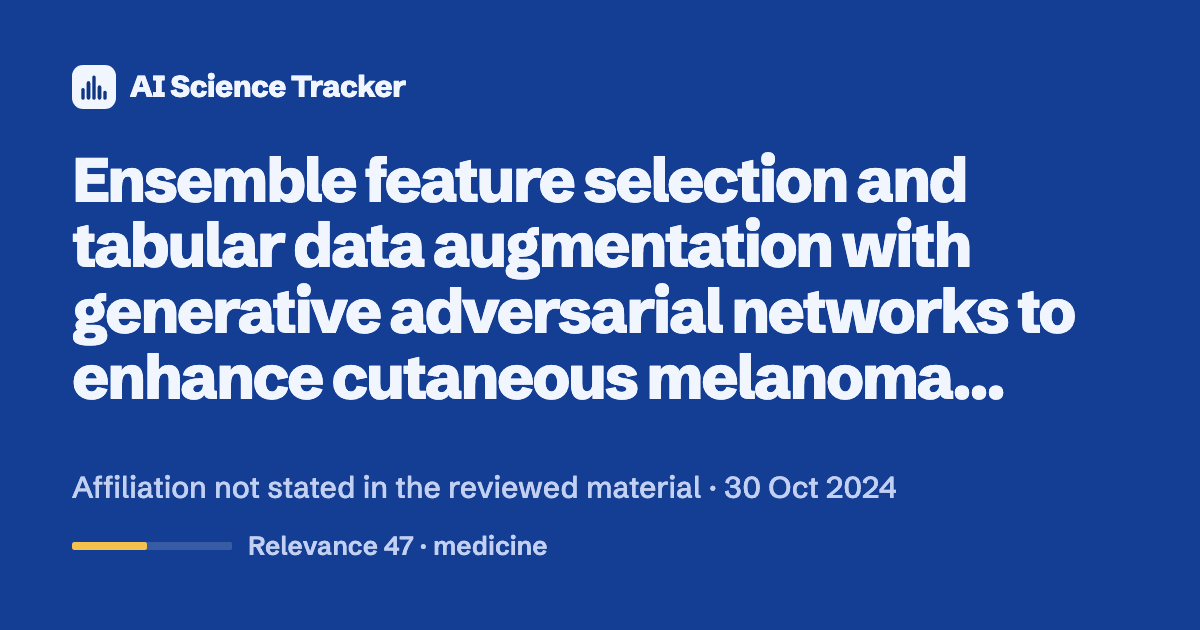 AI Science Tracker
Ensemble feature selection and
tabular data augmentation with
generative adversarial networks to
enhance cutaneous melanoma...
Affiliation not stated in the reviewed material · 30 Oct 2024
Relevance 47 · medicine